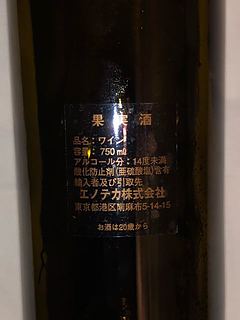 果実酒
品名：ワイン
容量：750㎖
アルコール分：14度未満
酸化防止剤(亜硫酸塩)含有
輸入者及び引取先
エノテカ株式会社
東京都港区南麻布5-14-15
お酒は20歳から